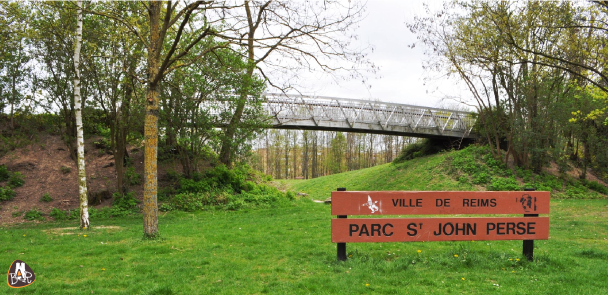 VILLE DE REIMS
PARC Sᵗ JOHN PERSE